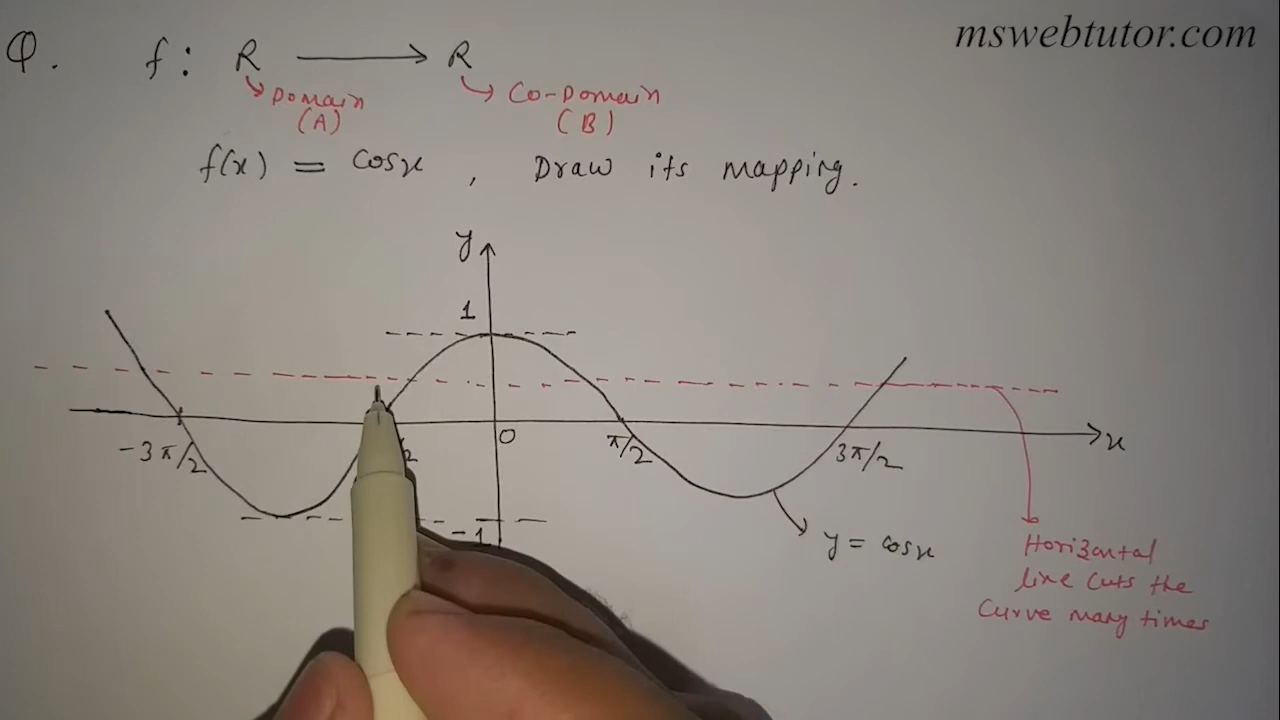 mswebtutor.com
Q. f: R ⟶ R
Domain Co-Domain
(A) (B)
f(x) = cosx , Draw its mapping.
y
1
0
-3π/2 π/2 3π/2 x
-1
y = cosx
Horizontal
line cuts the
Curve many times